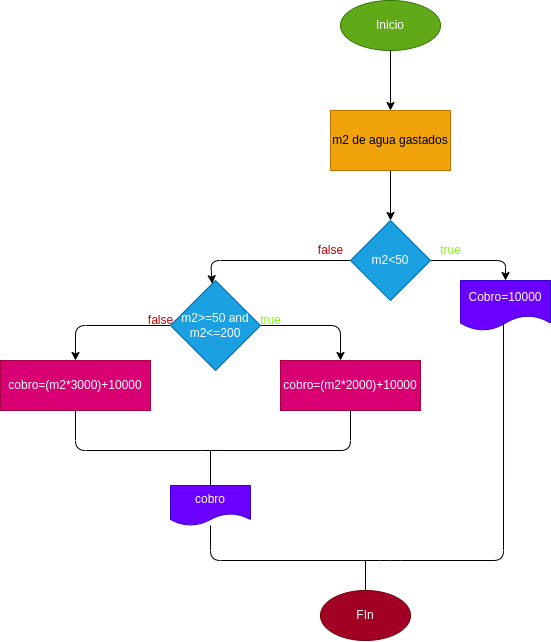 Inicio
m2 de agua gastados
m2<50
false
true
Cobro=10000
m2>=50 and
m2<=200
false
true
cobro=(m2*3000)+10000
cobro=(m2*2000)+10000
cobro
FIn